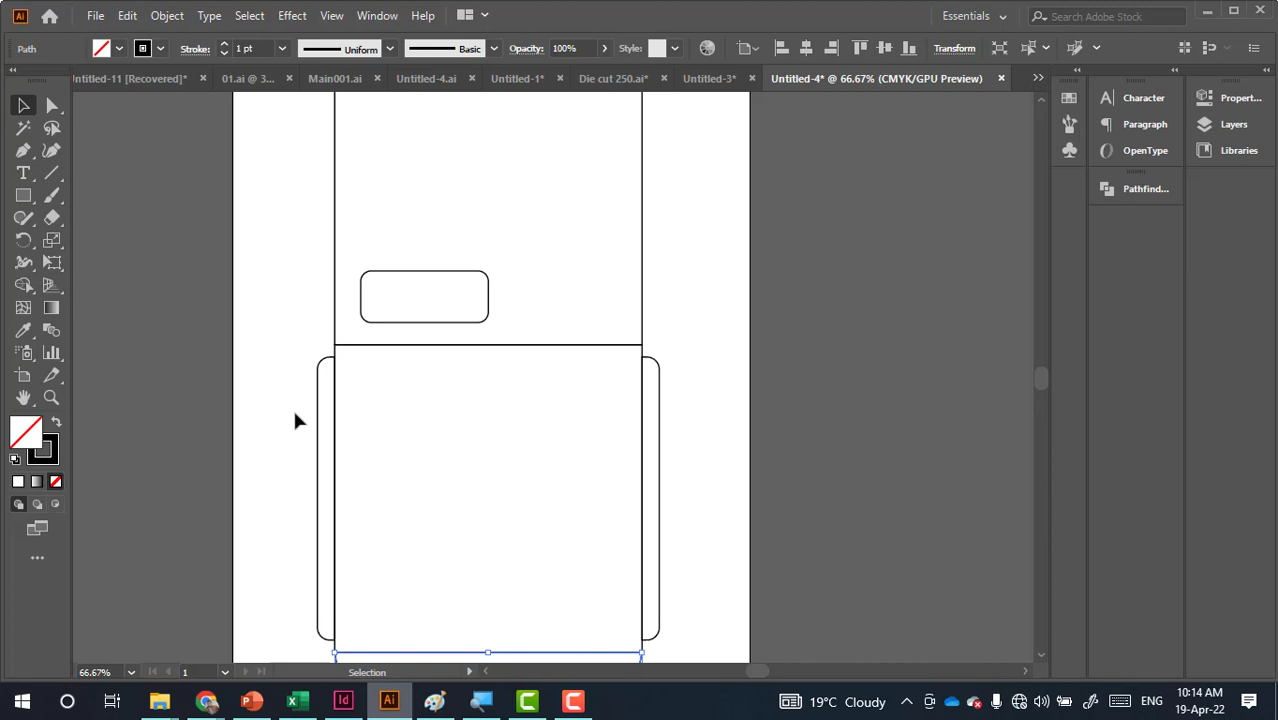 Ai File Edit Object Type Select Effect View Window Help Essentials Search Adobe Stock
Path Stroke: 1 pt Uniform Basic Opacity: 100% Style: Transform
Untitled-11 [Recovered]* 01.ai @ 3... Main001.ai Untitled-4.ai Untitled-1* Die cut 250.ai* Untitled-3* Untitled-4* @ 66.67% (CMYK/GPU Preview)
Character Propert...
Paragraph Layers
OpenType Libraries
Pathfind...
66.67% 1 Selection
19°C Cloudy ENG 10:14 AM
19-Apr-22